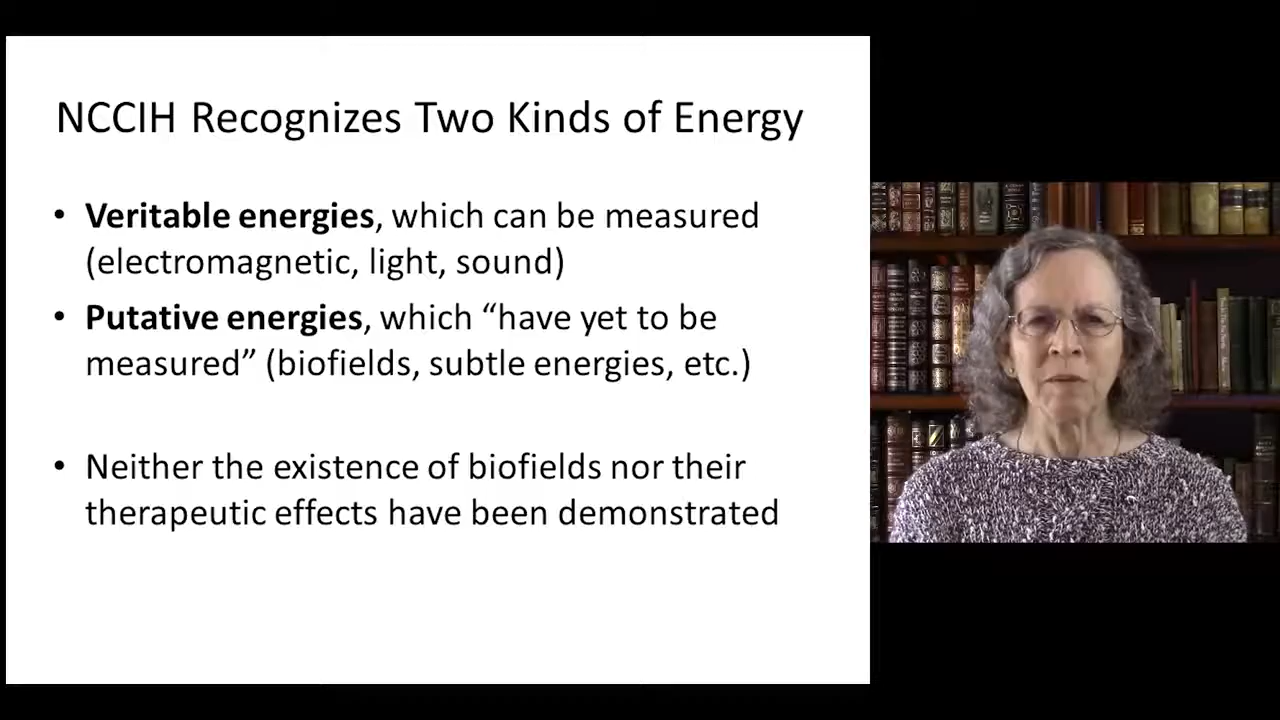 NCCIH Recognizes Two Kinds of Energy
• Veritable energies, which can be measured
(electromagnetic, light, sound)
• Putative energies, which “have yet to be
measured” (biofields, subtle energies, etc.)
• Neither the existence of biofields nor their
therapeutic effects have been demonstrated